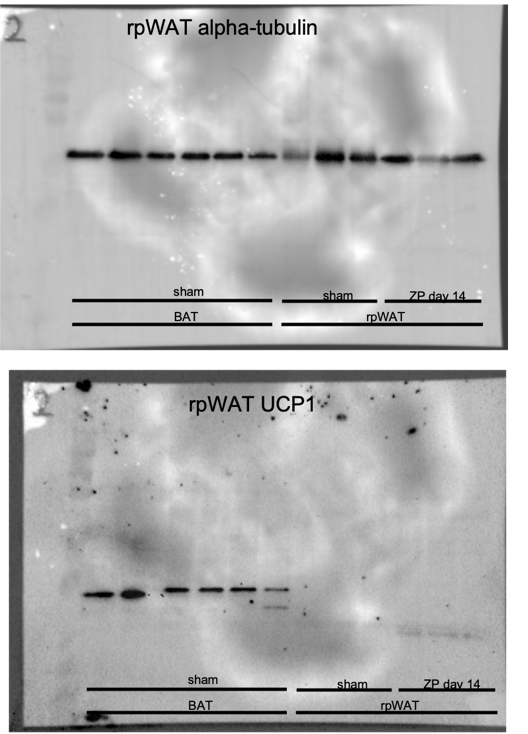 2
rpWAT alpha-tubulin
sham sham ZP day 14
BAT rpWAT
2
rpWAT UCP1
sham sham ZP day 14
BAT rpWAT